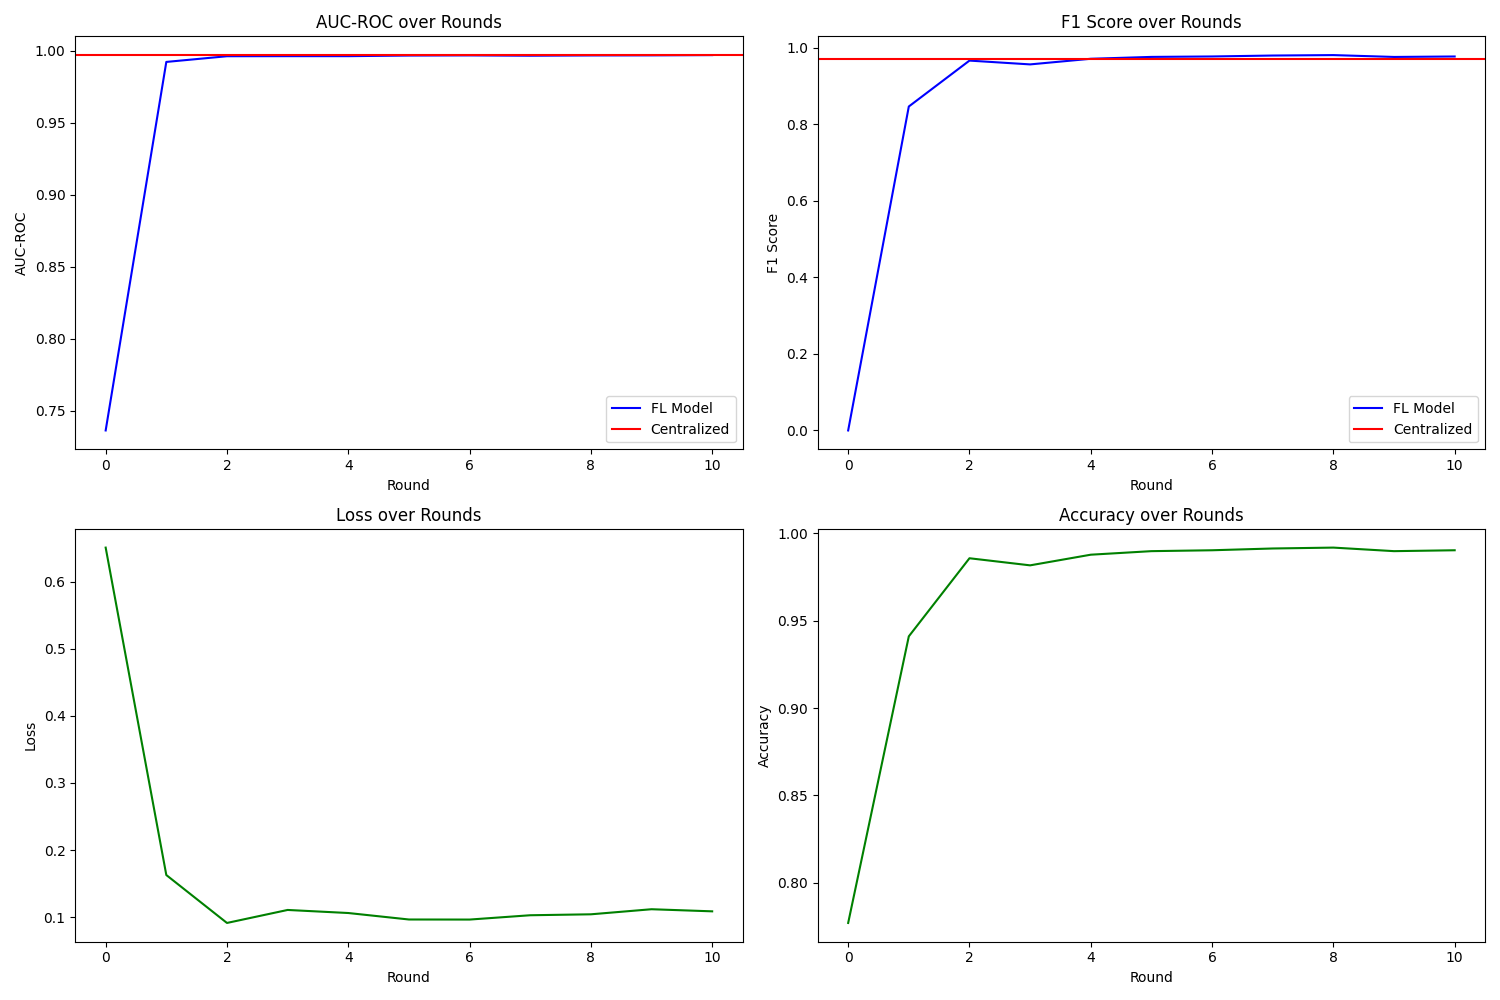 AUC-ROC over Rounds
1.00
0.95
0.90
0.85
0.80
0.75
AUC-ROC
FL Model
Centralized
0 2 4 6 8 10
Round
F1 Score over Rounds
1.0
0.8
0.6
0.4
0.2
0.0
F1 Score
FL Model
Centralized
0 2 4 6 8 10
Round
Loss over Rounds
0.6
0.5
0.4
0.3
0.2
0.1
Loss
0 2 4 6 8 10
Round
Accuracy over Rounds
1.00
0.95
0.90
0.85
0.80
Accuracy
0 2 4 6 8 10
Round